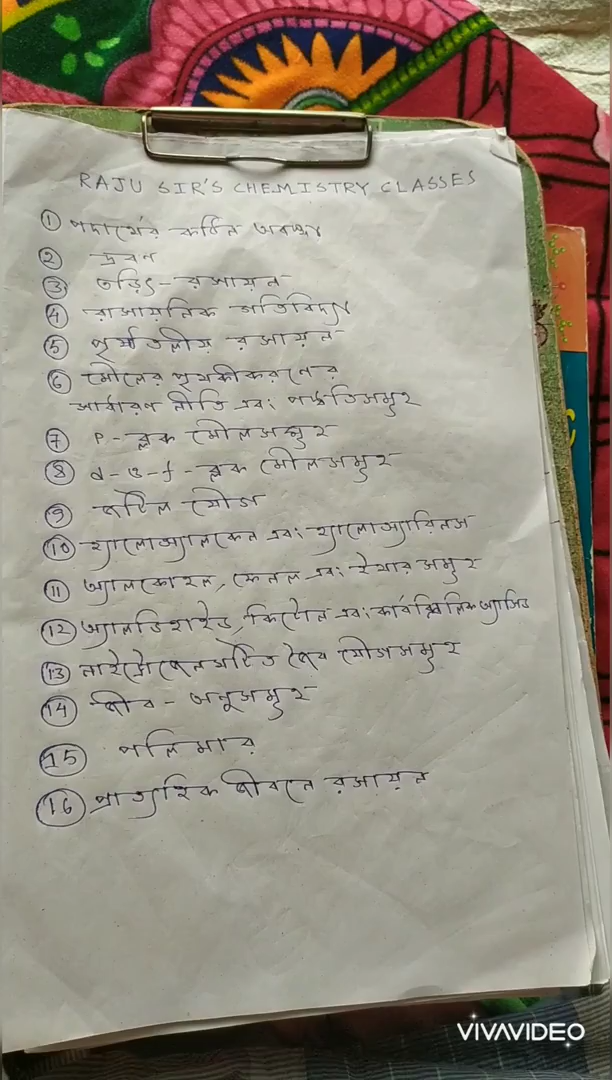 RAJU SIR'S CHEMISTRY CLASSES
① পদার্থের কঠিন অবস্থা
② দ্রবণ
③ তড়িৎ-রসায়ন
④ রাসায়নিক গতিবিদ্যা
⑤ পৃষ্ঠতলীয় রসায়ন
⑥ মৌলের পৃথকীকরণের
সাধারণ নীতি এবং পদ্ধতিসমূহ
⑦ P-ব্লক মৌলসমূহ
⑧ d-ও-f-ব্লক মৌলসমূহ
⑨ জটিল যৌগ
⑩ হ্যালোঅ্যালকেন এবং হ্যালোঅ্যারিনস
⑪ অ্যালকোহল, ফেনল এবং ইথার সমূহ
⑫ অ্যালডিহাইড, কিটোন এবং কার্বক্সিলিক অ্যাসিড
⑬ নাইট্রোজেনঘটিত জৈব যৌগসমূহ
⑭ জীব-অনুসমূহ
⑮ পলিমার
⑯ প্রাত্যহিক জীবনে রসায়ন
VIVAVIDEO